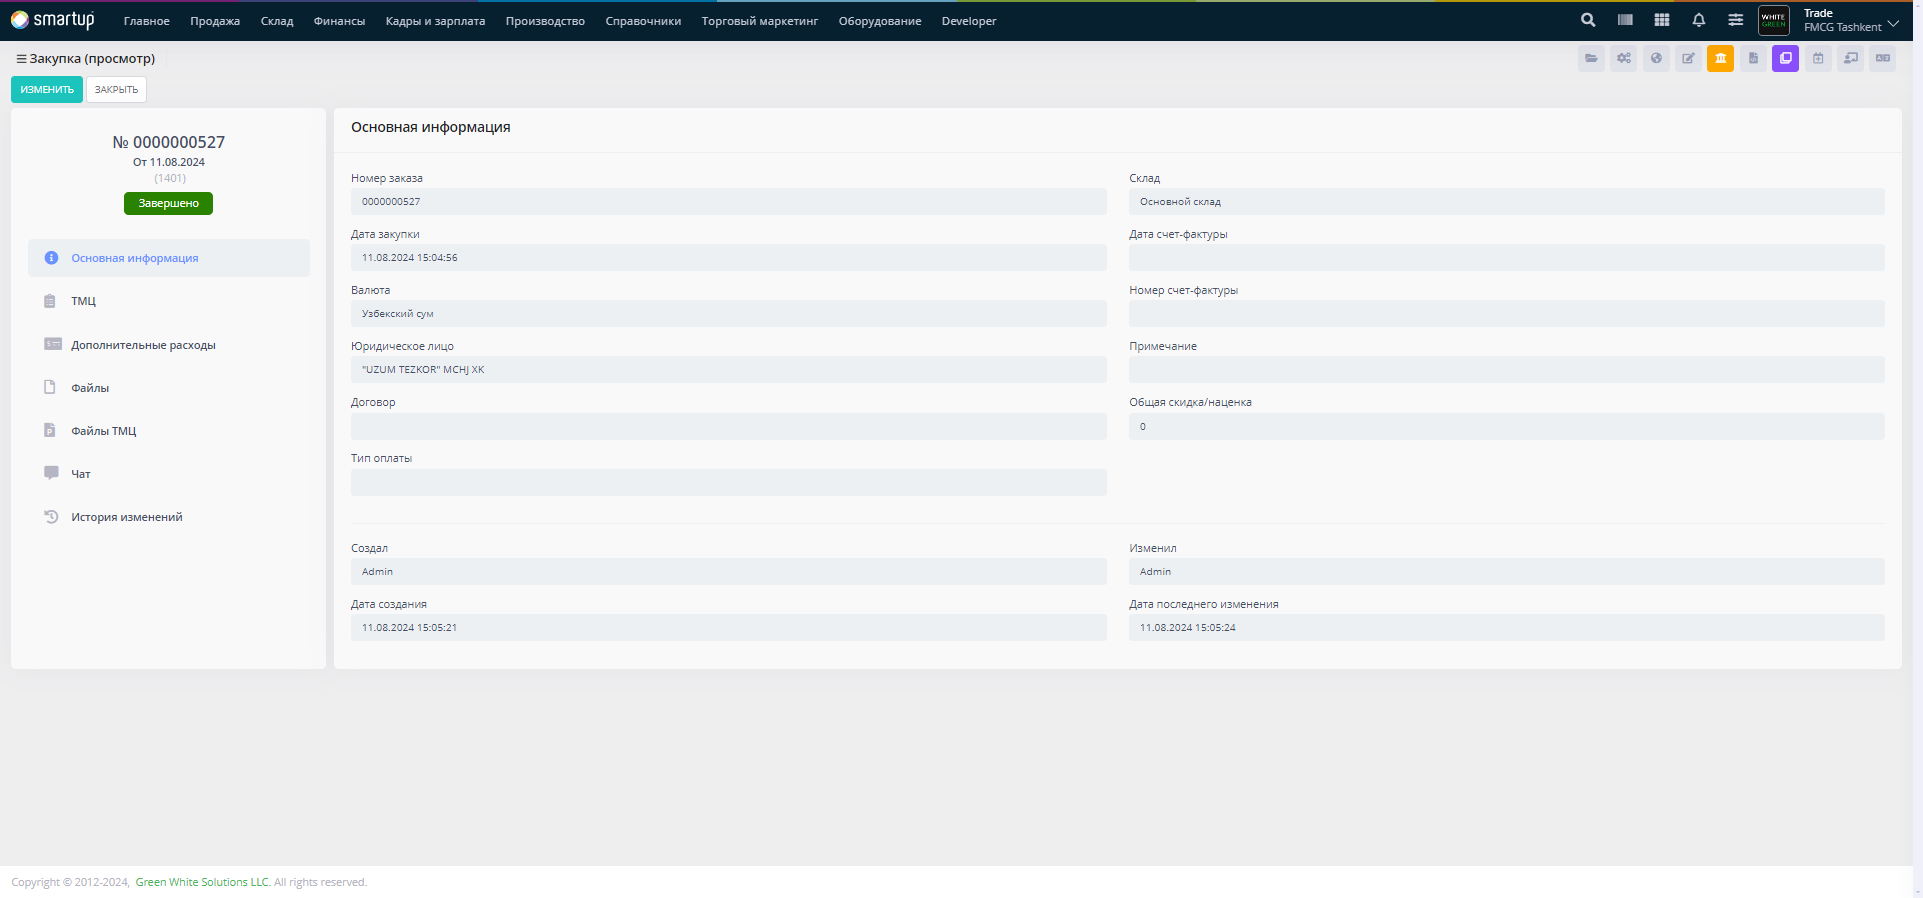 smartup
Главное
Продажа
Склад
Финансы
Кадры и зарплата
Производство
Справочники
Торговый маркетинг
Оборудование
Developer
WHITE
GREEN
Trade
FMCG Tashkent
Закупка (просмотр)
ИЗМЕНИТЬ
ЗАКРЫТЬ
№ 0000000527
От 11.08.2024
(1401)
Завершено
Основная информация
ТМЦ
Дополнительные расходы
Файлы
Файлы ТМЦ
Чат
История изменений
Основная информация
Номер заказа
0000000527
Склад
Основной склад
Дата закупки
11.08.2024 15:04:56
Дата счет-фактуры
Валюта
Узбекский сум
Номер счет-фактуры
Юридическое лицо
"UZUM TEZKOR" MCHJ XK
Примечание
Договор
Общая скидка/наценка
0
Тип оплаты
Создал
Admin
Изменил
Admin
Дата создания
11.08.2024 15:05:21
Дата последнего изменения
11.08.2024 15:05:24
Copyright © 2012-2024, Green White Solutions LLC. All rights reserved.